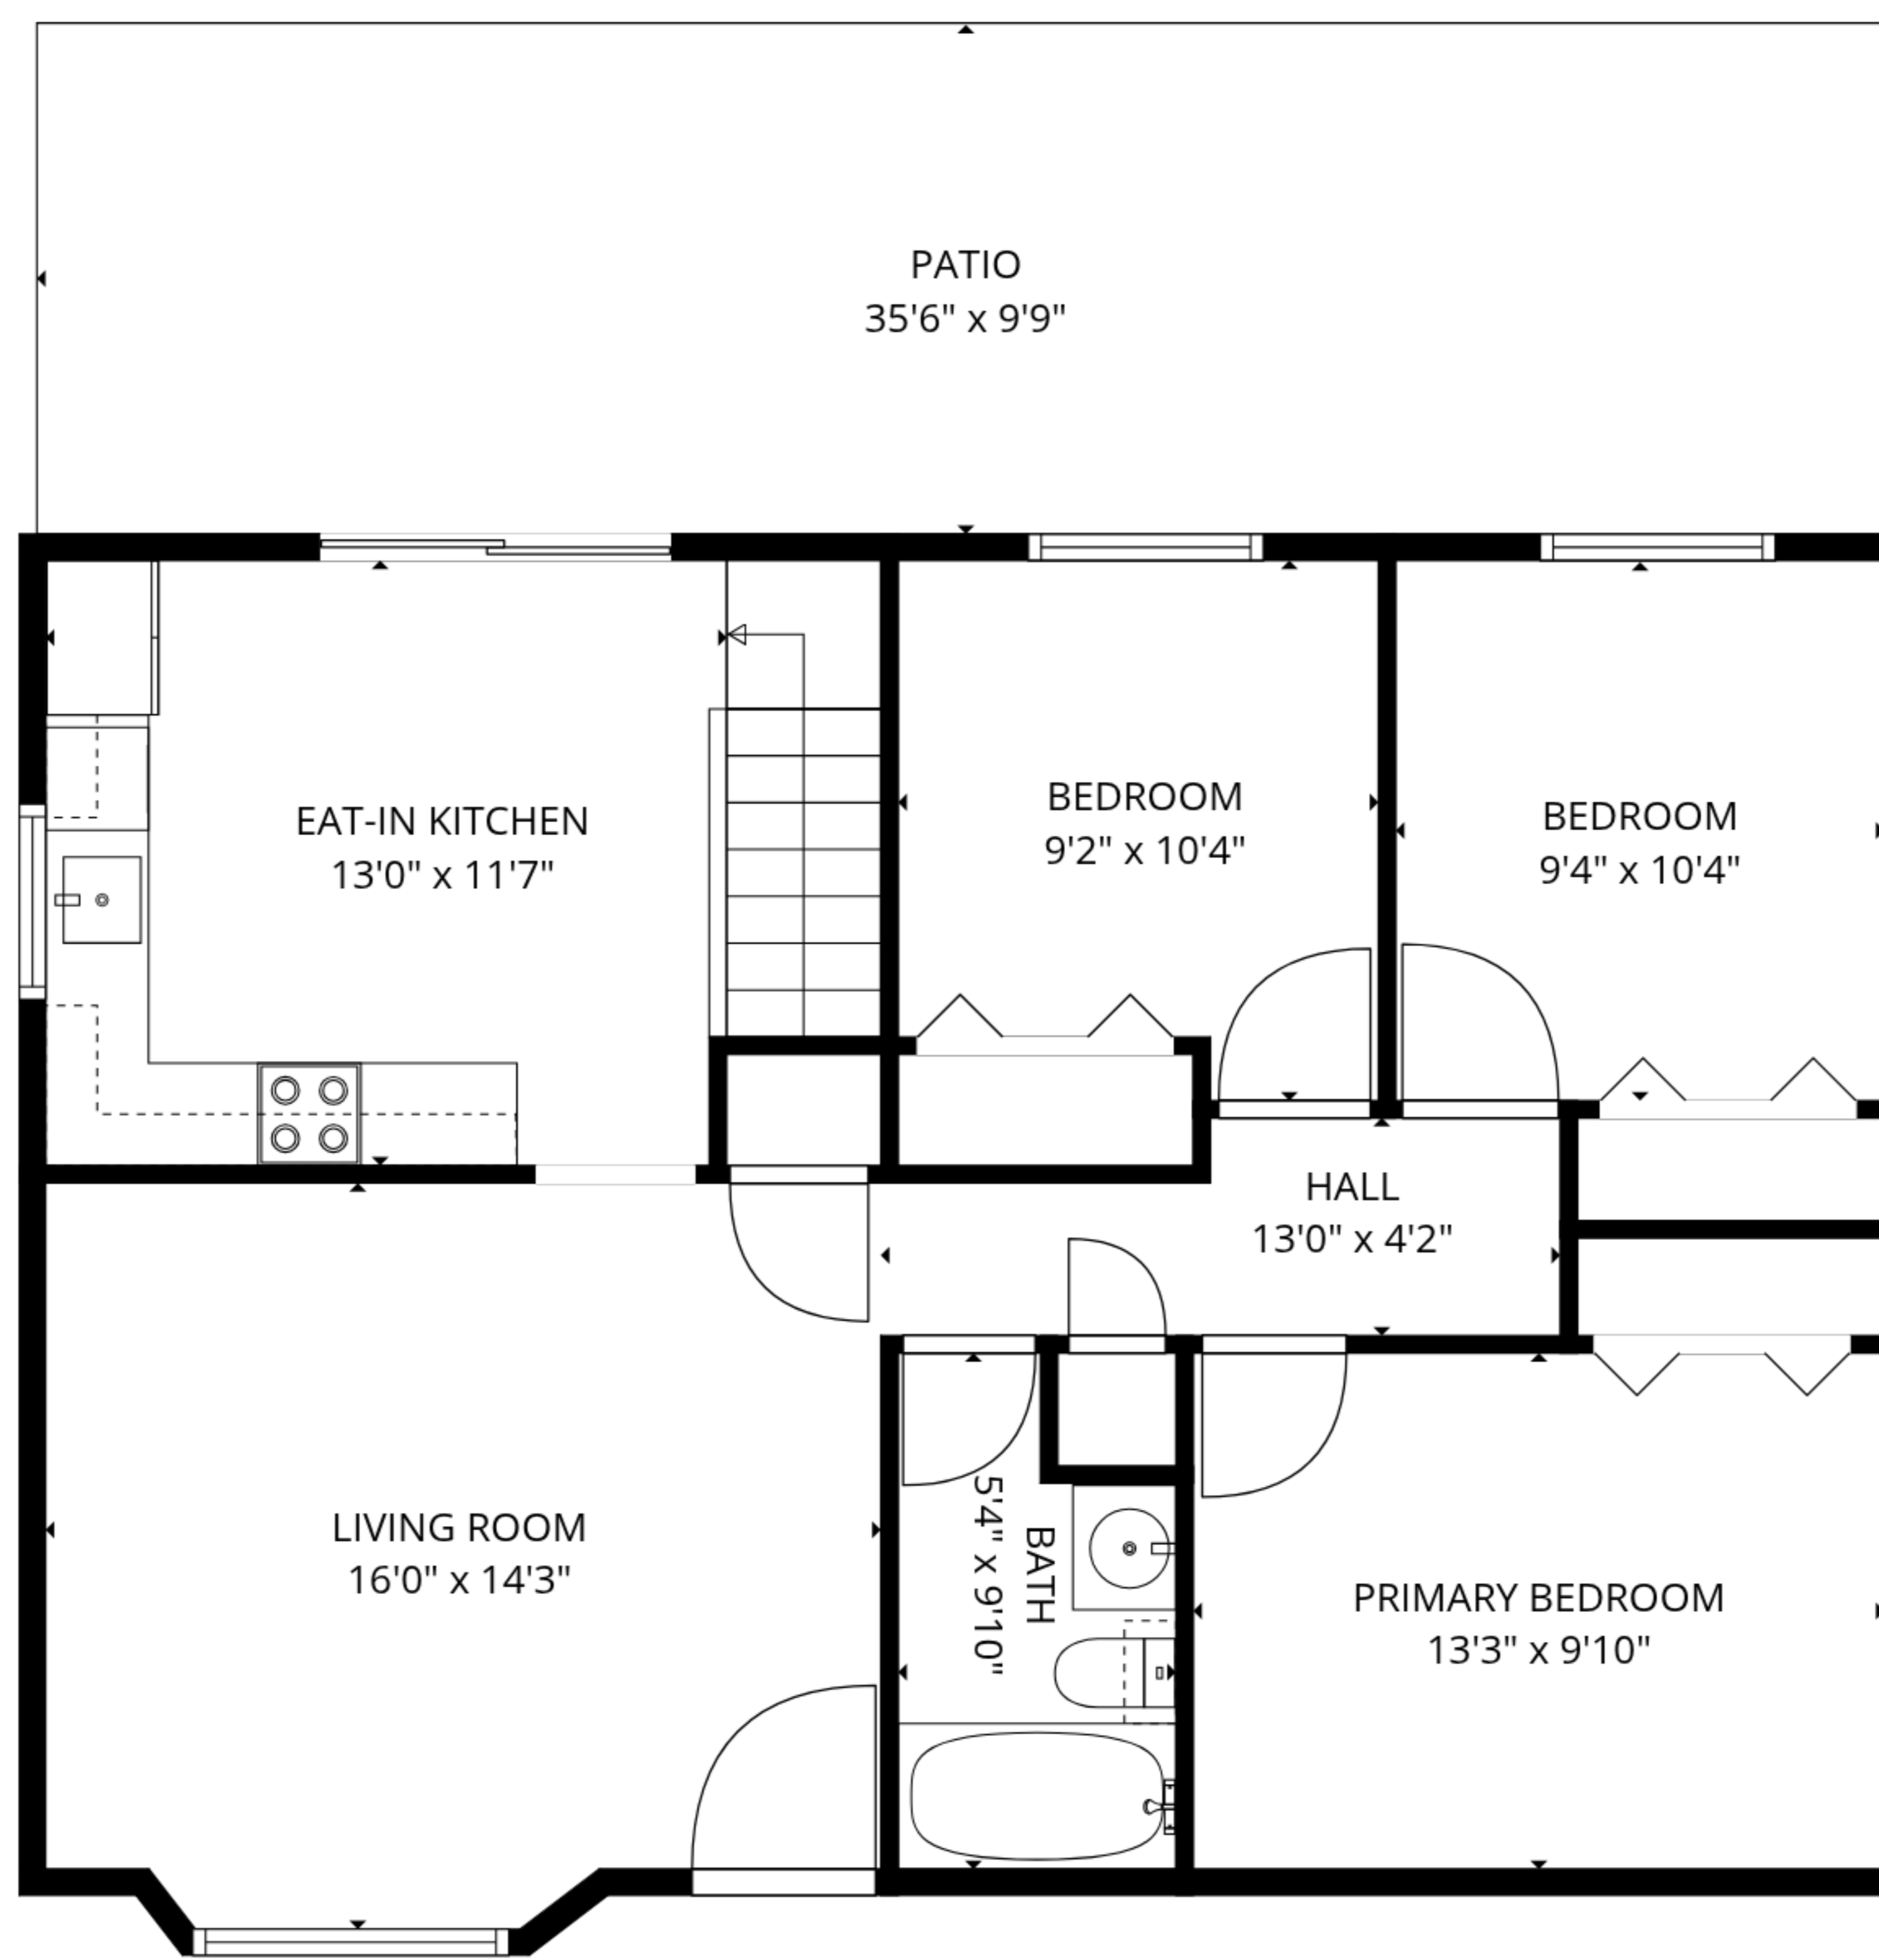 PATIO
35'6" x 9'9"
EAT-IN KITCHEN
13'0" x 11'7"
BEDROOM
9'2" x 10'4"
BEDROOM
9'4" x 10'4"
HALL
13'0" x 4'2"
LIVING ROOM
16'0" x 14'3"
BATH
5'4" x 9'10"
PRIMARY BEDROOM
13'3" x 9'10"